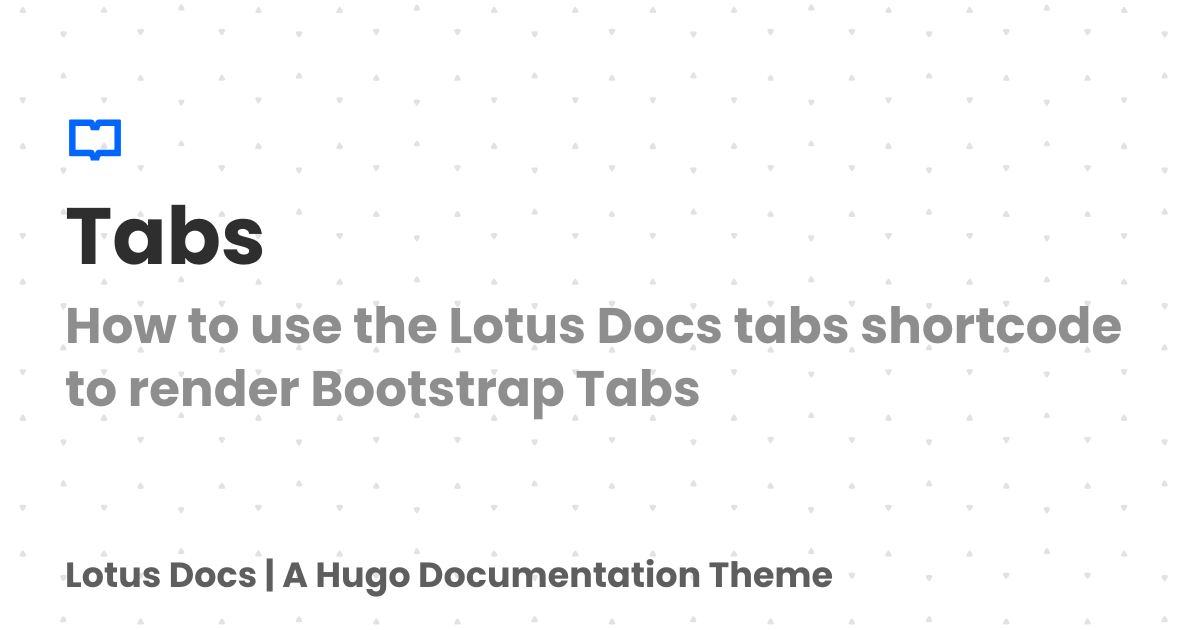 Tabs
How to use the Lotus Docs tabs shortcode
to render Bootstrap Tabs
Lotus Docs | A Hugo Documentation Theme